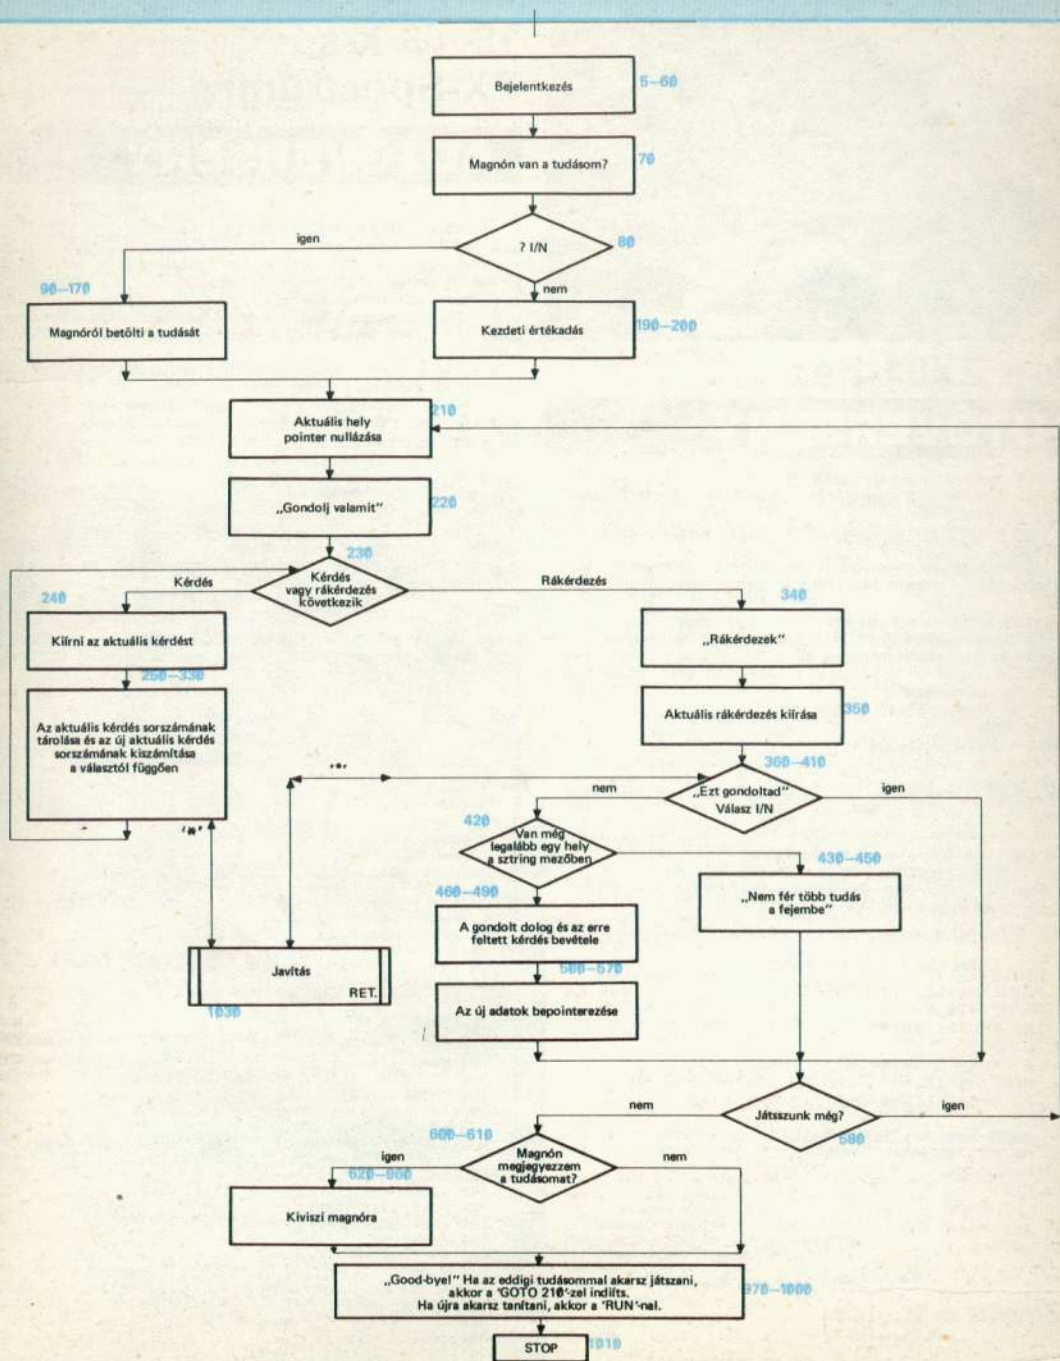 Bejelentkezés
5–60
Magnón van a tudásom?
70
? I/N
80
igen
nem
90–170
Magnóról betölti a tudását
Kezdeti értékadás
190–200
Aktuális hely
pointer nullázása
210
„Gondolj valamit”
220
230
Kérdés
vagy rákérdezés
következik
Kérdés
Rákérdezés
240
Kiírni az aktuális kérdést
250–330
Az aktuális kérdés sorszámának
tárolása és az új aktuális kérdés
sorszámának kiszámítása
a választól függően
340
„Rákérdezek”
Aktuális rákérdezés kiírása
350
360–410
„Ezt gondoltad”
Válasz I/N
nem
igen
420
Van még
legalább egy hely
a sztring mezőben
430–450
„Nem fér több tudás
a fejembe”
460–490
A gondolt dolog és az erre
feltett kérdés bevétele
500–570
Az új adatok bepointerezése
'*'
Javítás
RET.
1030
Játsszunk még?
580
nem
igen
600–610
Magnón
megjegyezzem
a tudásomat?
igen
nem
620–960
Kiviszi magnóra
„Good-bye!” Ha az eddigi tudásommal akarsz játszani,
akkor a 'GOTO 210'-zel indíts.
Ha újra akarsz tanítani, akkor a 'RUN'-nal.
970–1000
STOP
1010